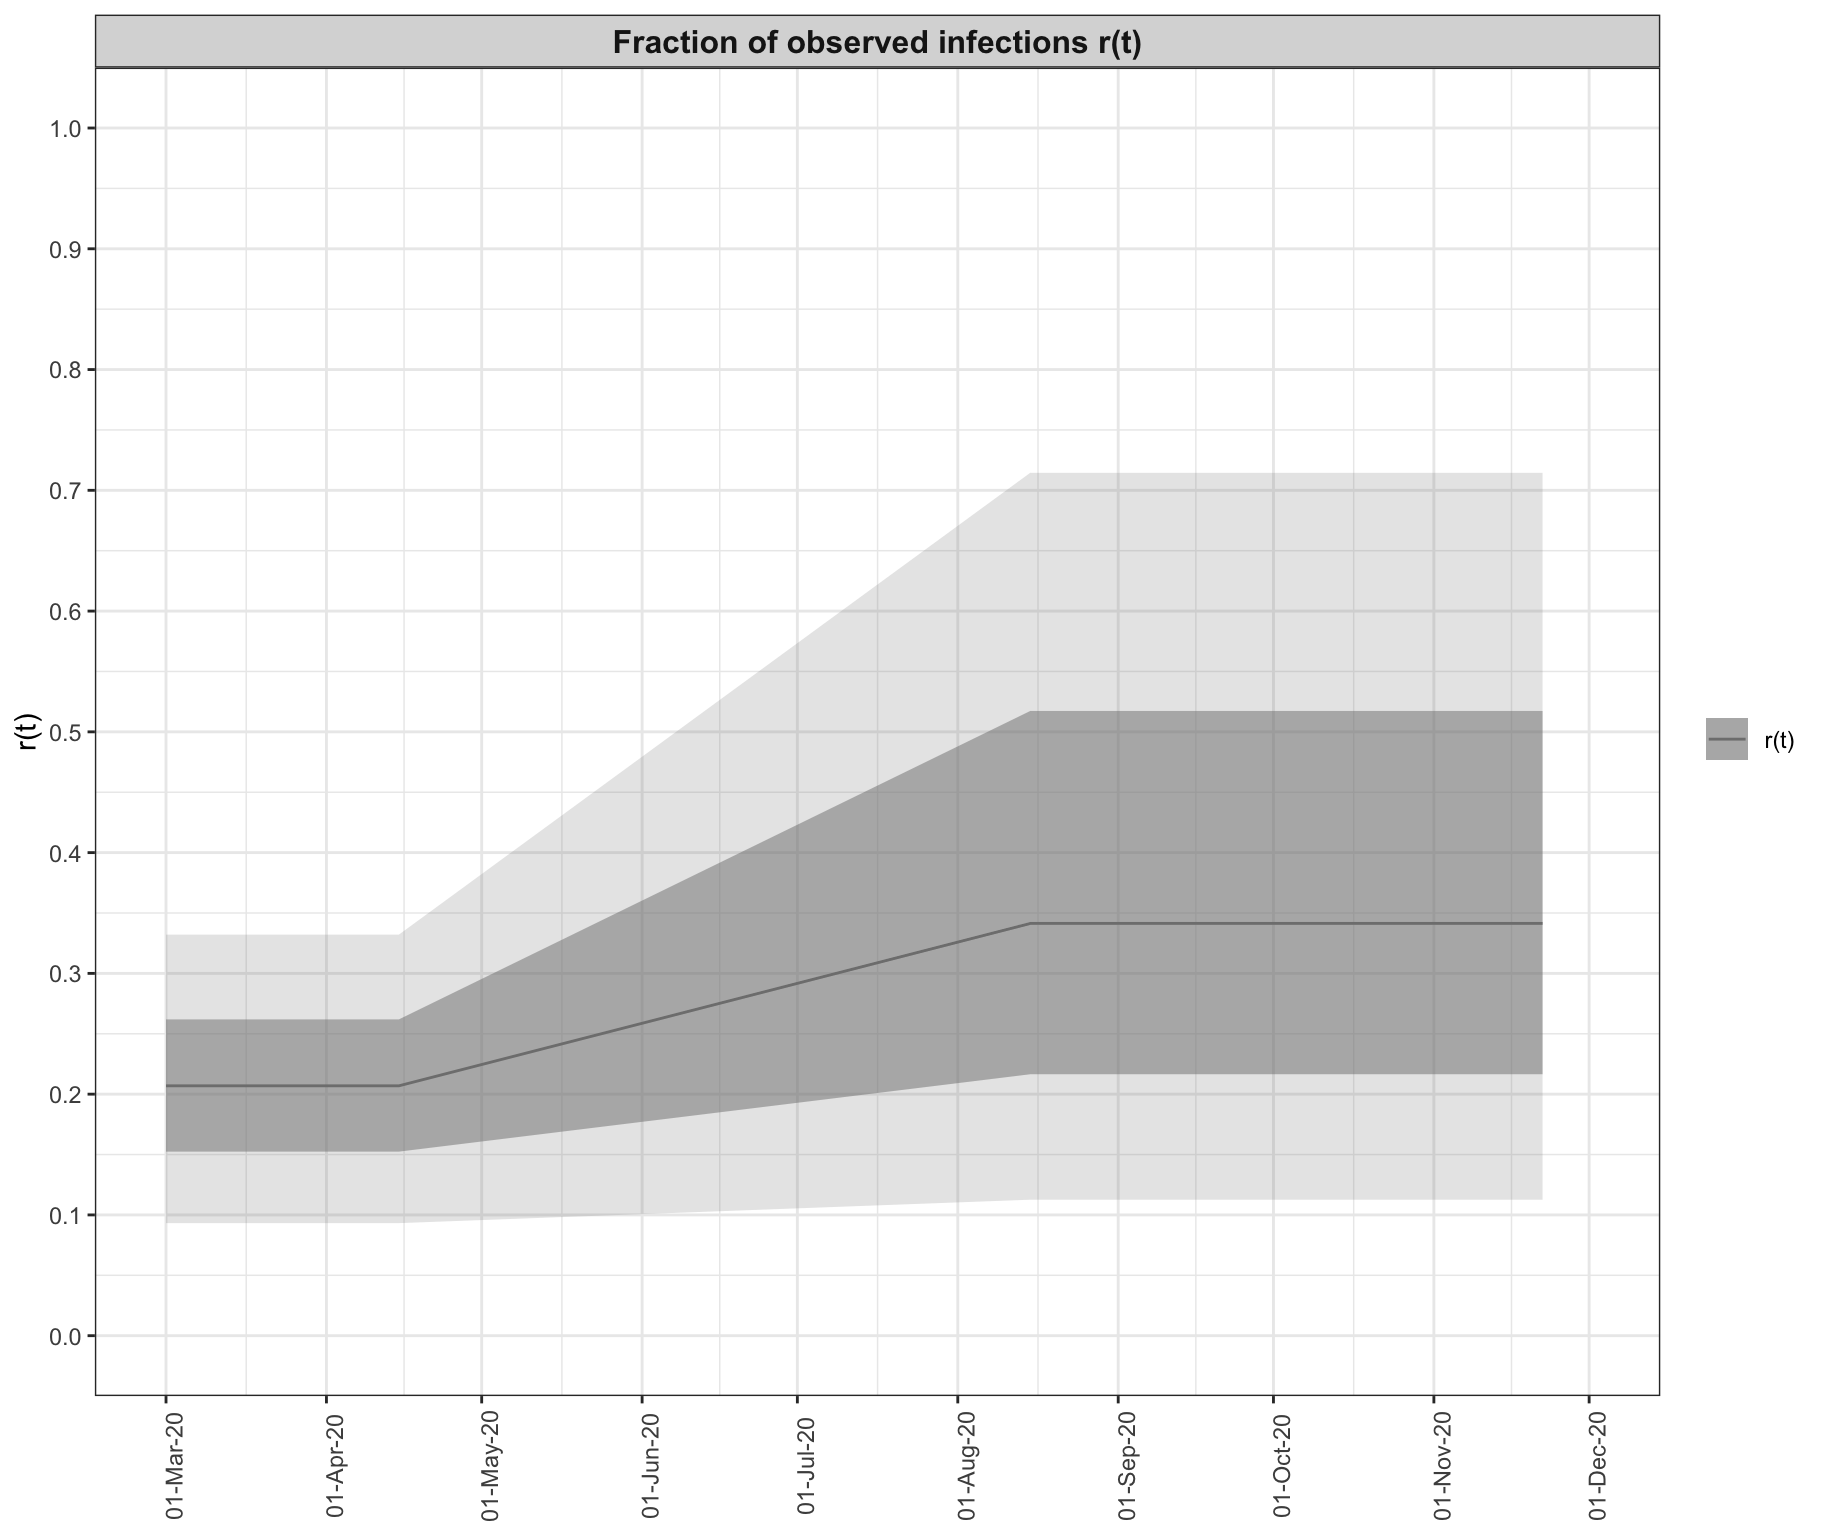 Fraction of observed infections r(t)
1.0
0.9
0.8
0.7
0.6
0.5
0.4
0.3
0.2
0.1
0.0
r(t)
r(t)
01-Mar-20
01-Apr-20
01-May-20
01-Jun-20
01-Jul-20
01-Aug-20
01-Sep-20
01-Oct-20
01-Nov-20
01-Dec-20